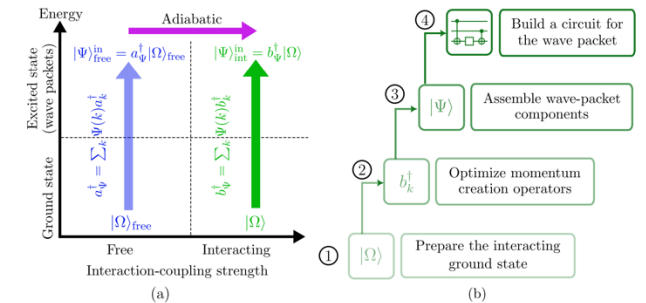 Energy
Adiabatic
|Ψ⟩ⁱⁿ_free = a†_Ψ|Ω⟩_free
|Ψ⟩ⁱⁿ_int = b†_Ψ|Ω⟩
Excited state
(wave packets)
a†_Ψ = ∑_k Ψ(k)a†_k
b†_Ψ = ∑_k Ψ(k)b†_k
Ground state
|Ω⟩_free
|Ω⟩
Free
Interacting
Interaction-coupling strength
(a)
4
Build a circuit for
the wave packet
3
|Ψ⟩
Assemble wave-packet
components
2
b†_k
Optimize momentum
creation operators
1
|Ω⟩
Prepare the interacting
ground state
(b)